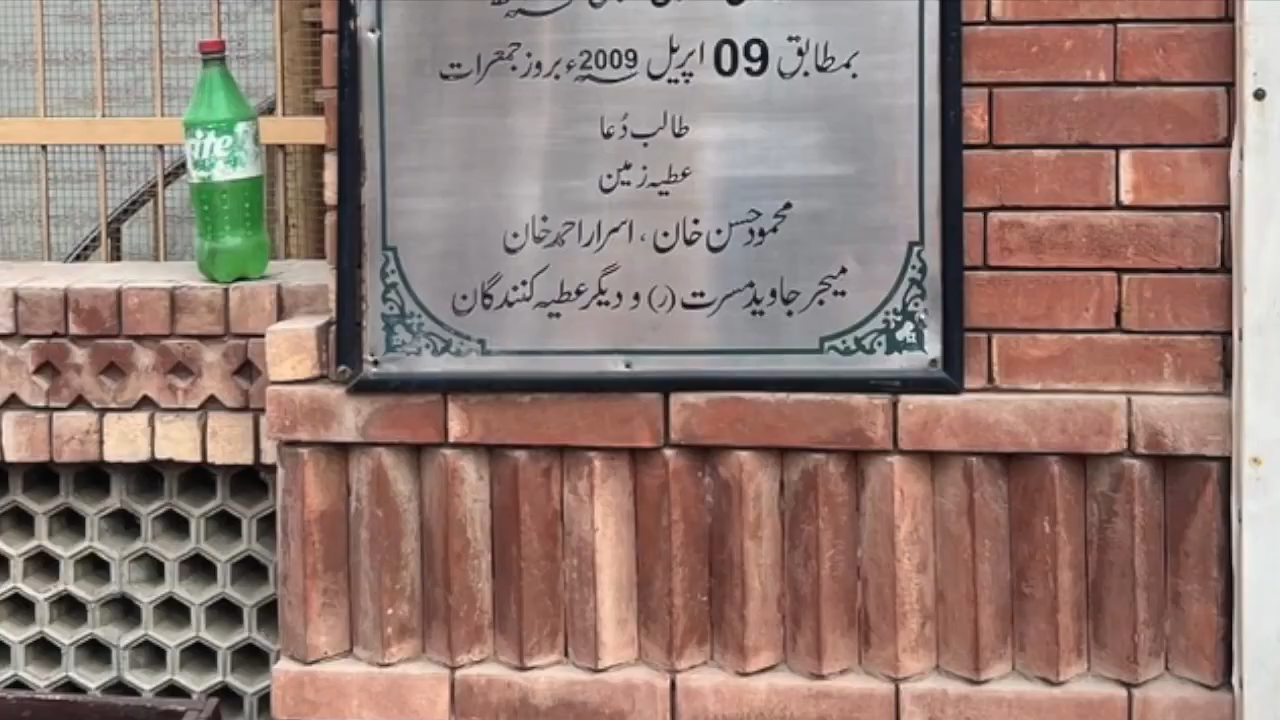 بمطابق 09 اپریل 2009ء بروز جمعرات
طالب دُعا
عطیہ زمین
محمود حسن خان ، اسرار احمد خان
میجر جاوید مسرت (ر) و دیگر عطیہ کنندگان
ite